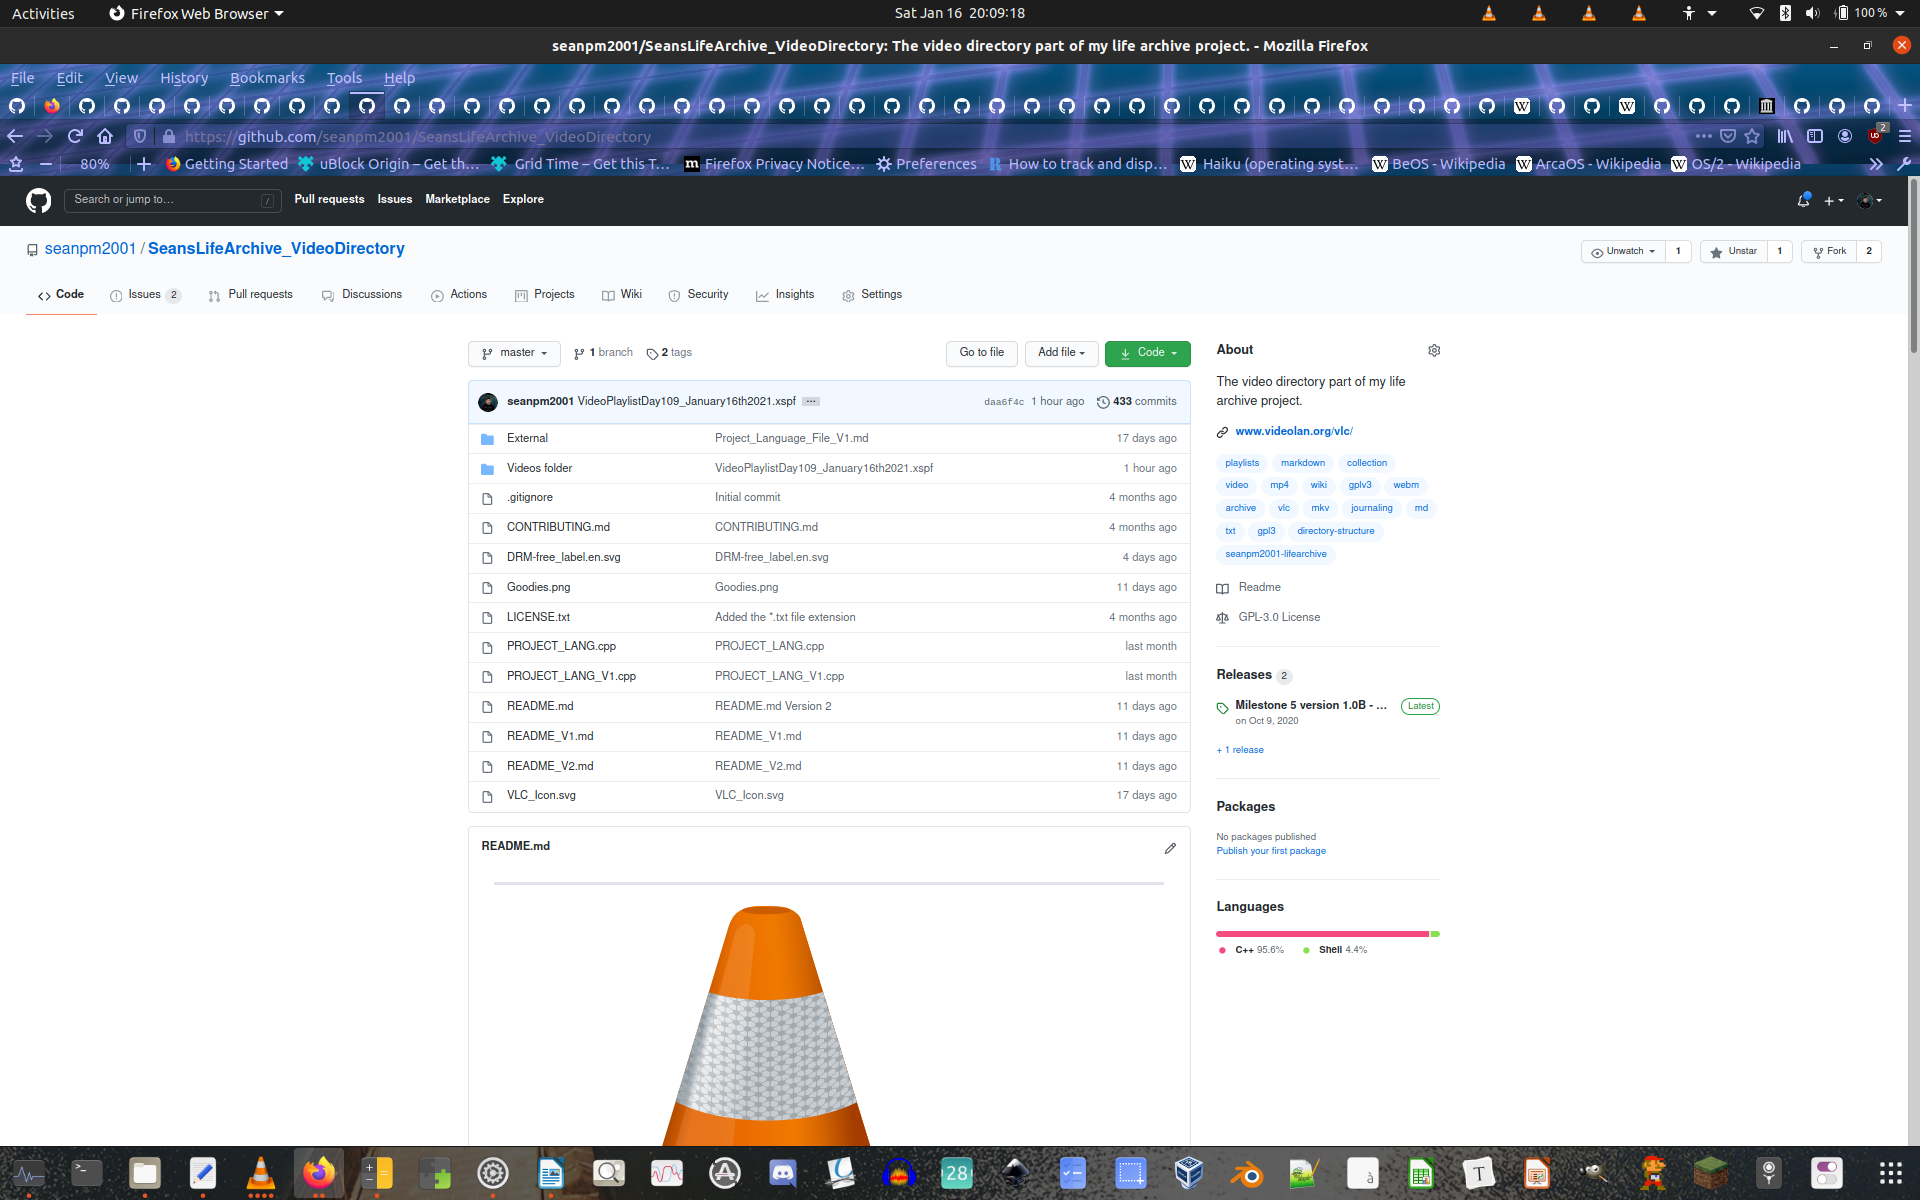 Activities Firefox Web Browser Sat Jan 16 20:09:18 100 %
seanpm2001/SeansLifeArchive_VideoDirectory: The video directory part of my life archive project. - Mozilla Firefox
File Edit View History Bookmarks Tools Help
https://github.com/seanpm2001/SeansLifeArchive_VideoDirectory 2
80% Getting Started uBlock Origin – Get th… Grid Time – Get this T… Firefox Privacy Notice… Preferences How to track and disp… Haiku (operating syst… BeOS - Wikipedia ArcaOS - Wikipedia OS/2 - Wikipedia
Search or jump to… / Pull requests Issues Marketplace Explore
seanpm2001 / SeansLifeArchive_VideoDirectory Unwatch 1 Unstar 1 Fork 2
Code Issues 2 Pull requests Discussions Actions Projects Wiki Security Insights Settings
master 1 branch 2 tags Go to file Add file Code
seanpm2001 VideoPlaylistDay109_January16th2021.xspf … daa6f4c 1 hour ago 433 commits
External Project_Language_File_V1.md 17 days ago
Videos folder VideoPlaylistDay109_January16th2021.xspf 1 hour ago
.gitignore Initial commit 4 months ago
CONTRIBUTING.md CONTRIBUTING.md 4 months ago
DRM-free_label.en.svg DRM-free_label.en.svg 4 days ago
Goodies.png Goodies.png 11 days ago
LICENSE.txt Added the *.txt file extension 4 months ago
PROJECT_LANG.cpp PROJECT_LANG.cpp last month
PROJECT_LANG_V1.cpp PROJECT_LANG_V1.cpp last month
README.md README.md Version 2 11 days ago
README_V1.md README_V1.md 11 days ago
README_V2.md README_V2.md 11 days ago
VLC_Icon.svg VLC_Icon.svg 17 days ago
README.md
About
The video directory part of my life
archive project.
www.videolan.org/vlc/
playlists markdown collection
video mp4 wiki gplv3 webm
archive vlc mkv journaling md
txt gpl3 directory-structure
seanpm2001-lifearchive
Readme
GPL-3.0 License
Releases 2
Milestone 5 version 1.0B - … Latest
on Oct 9, 2020
+ 1 release
Packages
No packages published
Publish your first package
Languages
C++ 95.6% Shell 4.4%
28